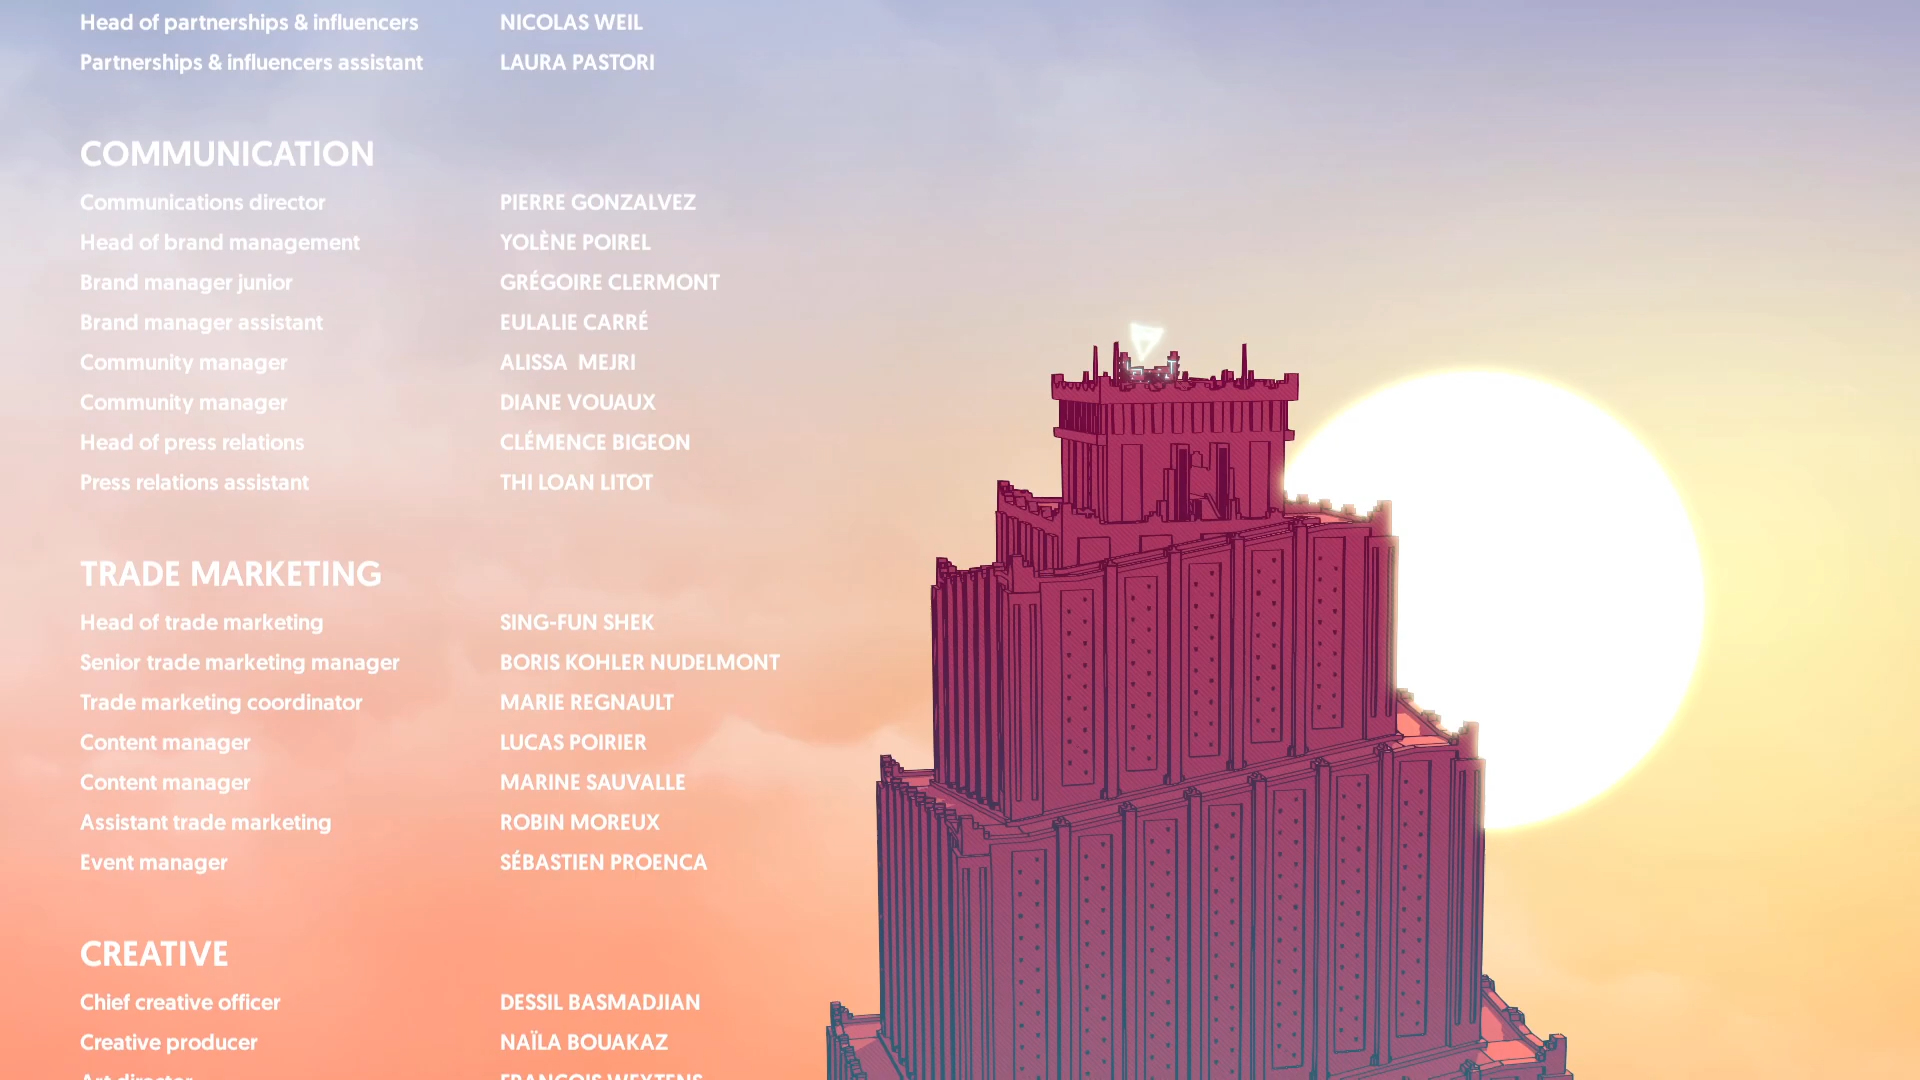 Head of partnerships & influencers NICOLAS WEIL
Partnerships & influencers assistant LAURA PASTORI
COMMUNICATION
Communications director PIERRE GONZALVEZ
Head of brand management YOLÈNE POIREL
Brand manager junior GRÉGOIRE CLERMONT
Brand manager assistant EULALIE CARRÉ
Community manager ALISSA  MEJRI
Community manager DIANE VOUAUX
Head of press relations CLÉMENCE BIGEON
Press relations assistant THI LOAN LITOT
TRADE MARKETING
Head of trade marketing SING-FUN SHEK
Senior trade marketing manager BORIS KOHLER NUDELMONT
Trade marketing coordinator MARIE REGNAULT
Content manager LUCAS POIRIER
Content manager MARINE SAUVALLE
Assistant trade marketing ROBIN MOREUX
Event manager SÉBASTIEN PROENCA
CREATIVE
Chief creative officer DESSIL BASMADJIAN
Creative producer NAÏLA BOUAKAZ
Art director